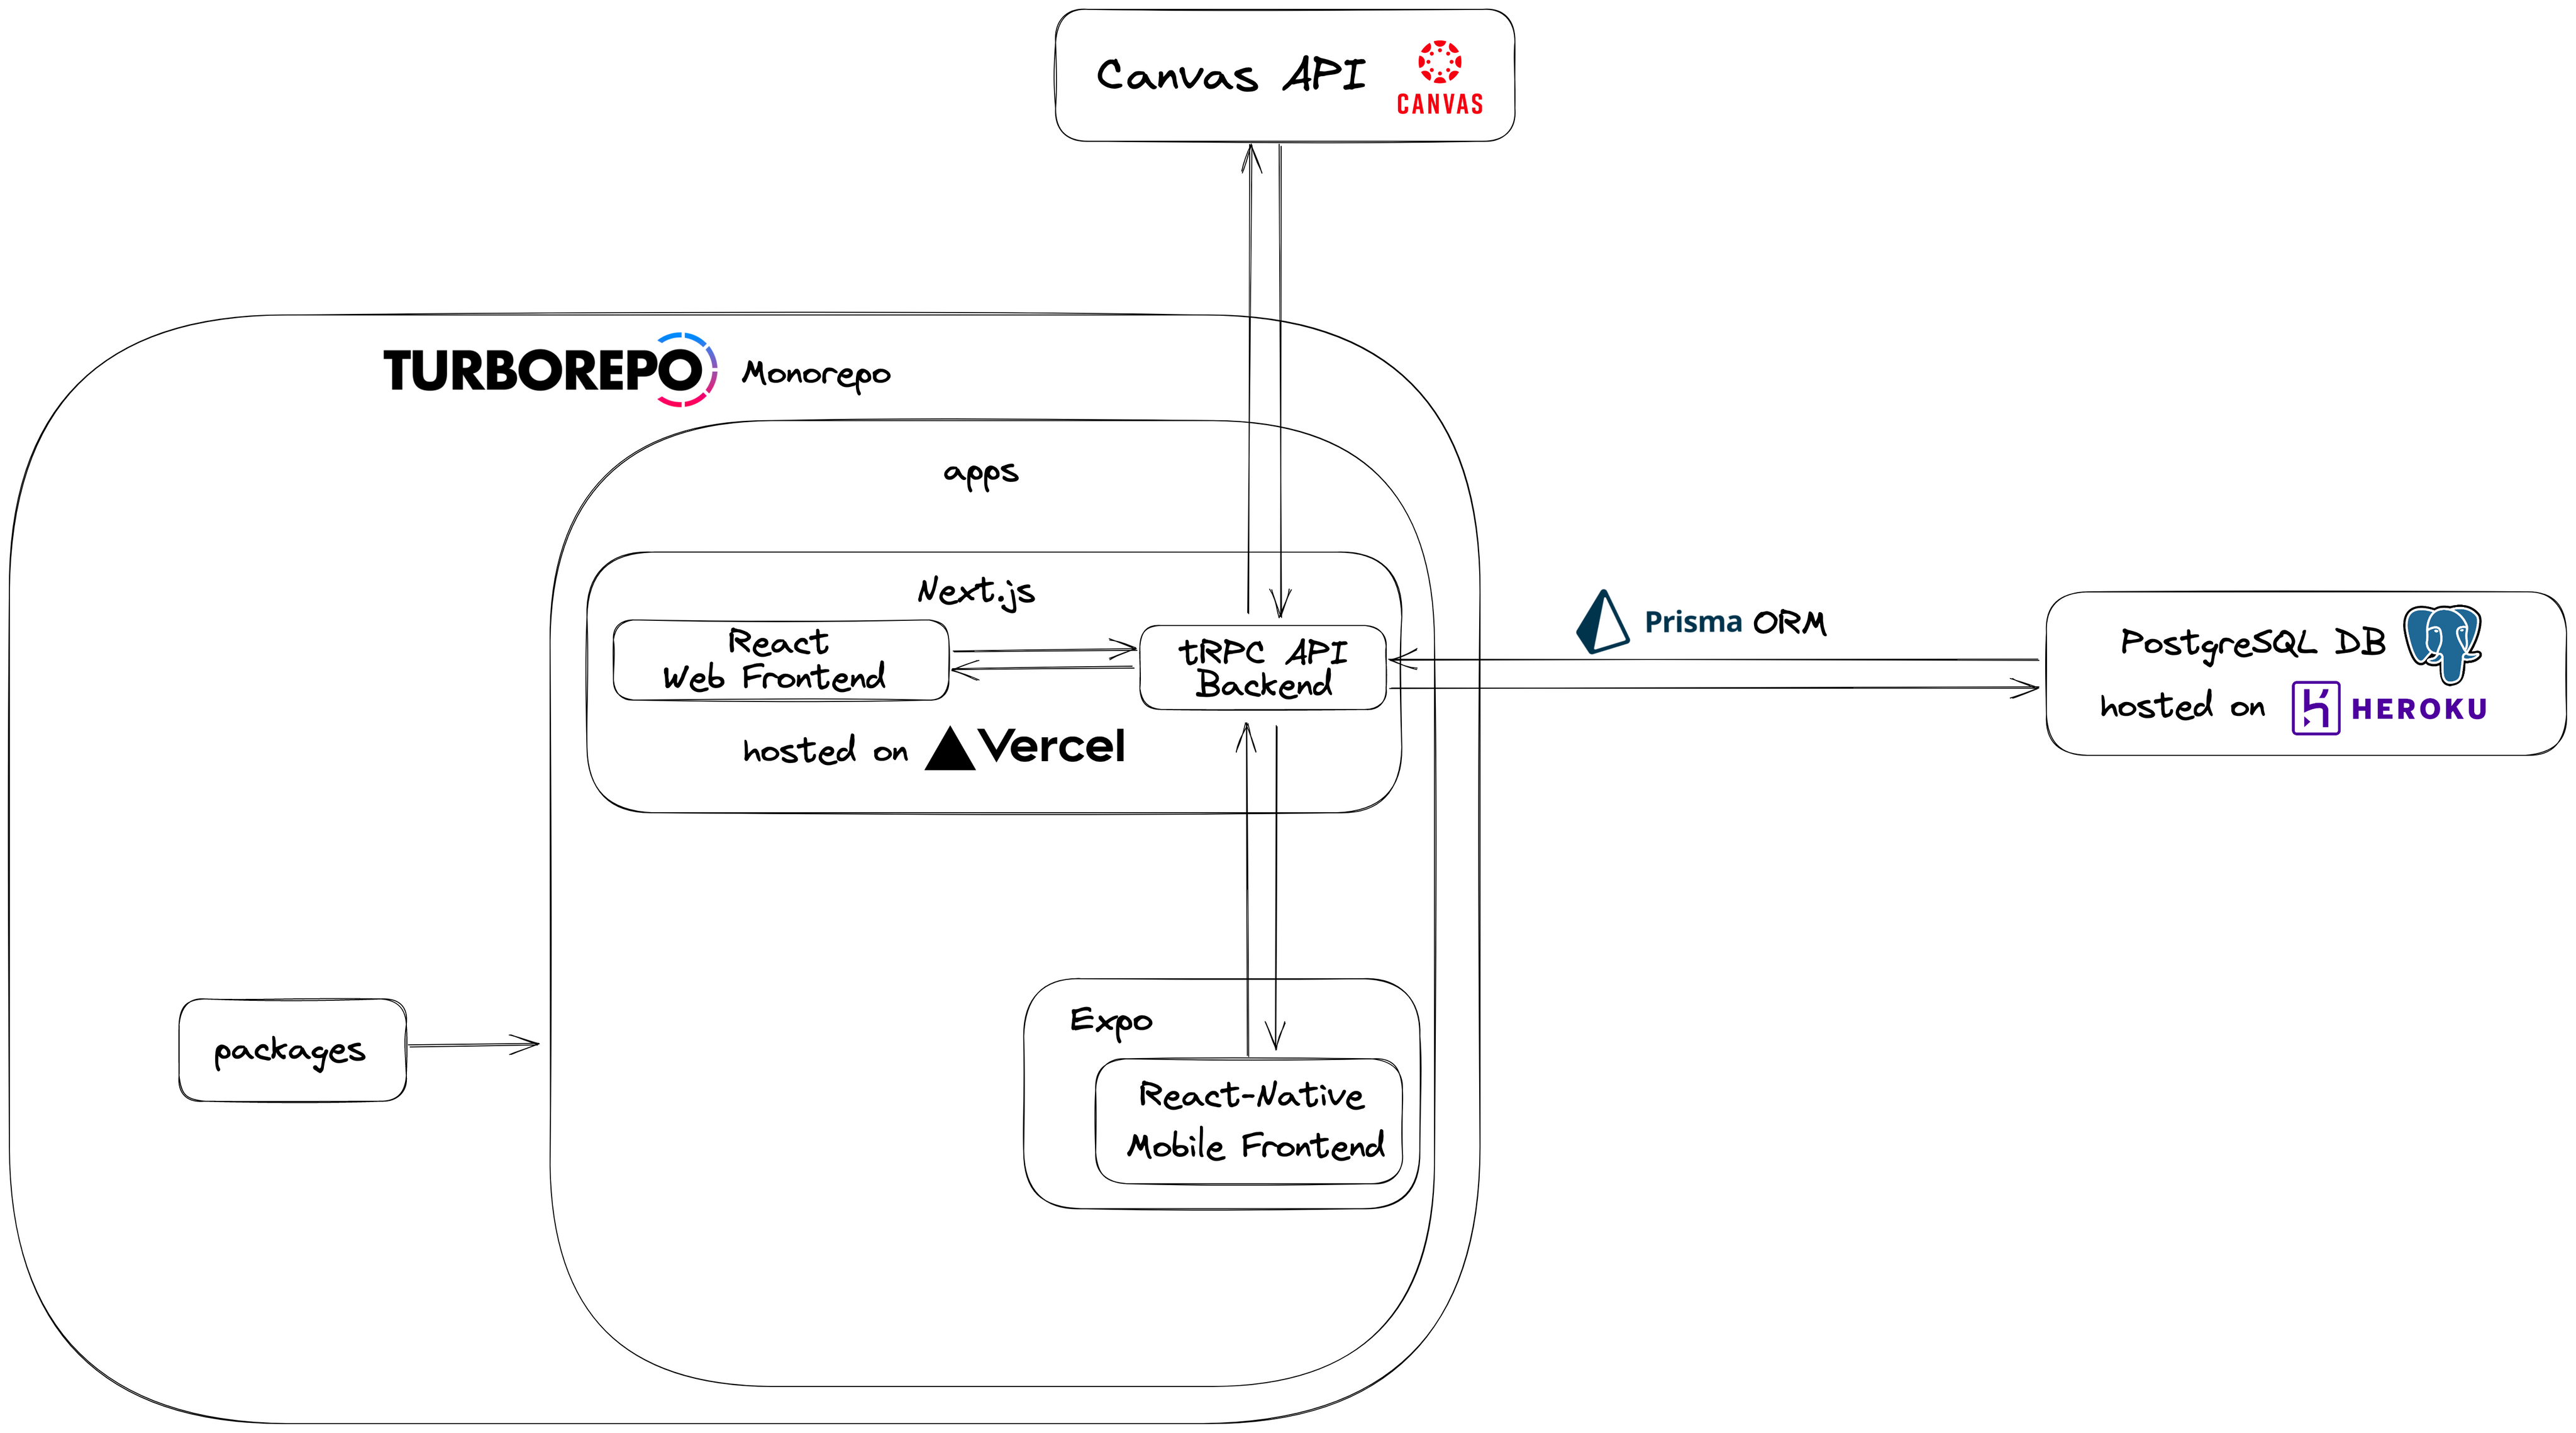 Canvas API
CANVAS
TURBOREPO Monorepo
apps
Next.js
React
Web Frontend
tRPC API
Backend
hosted on Vercel
Prisma ORM
PostgreSQL DB
hosted on HEROKU
packages
Expo
React-Native
Mobile Frontend